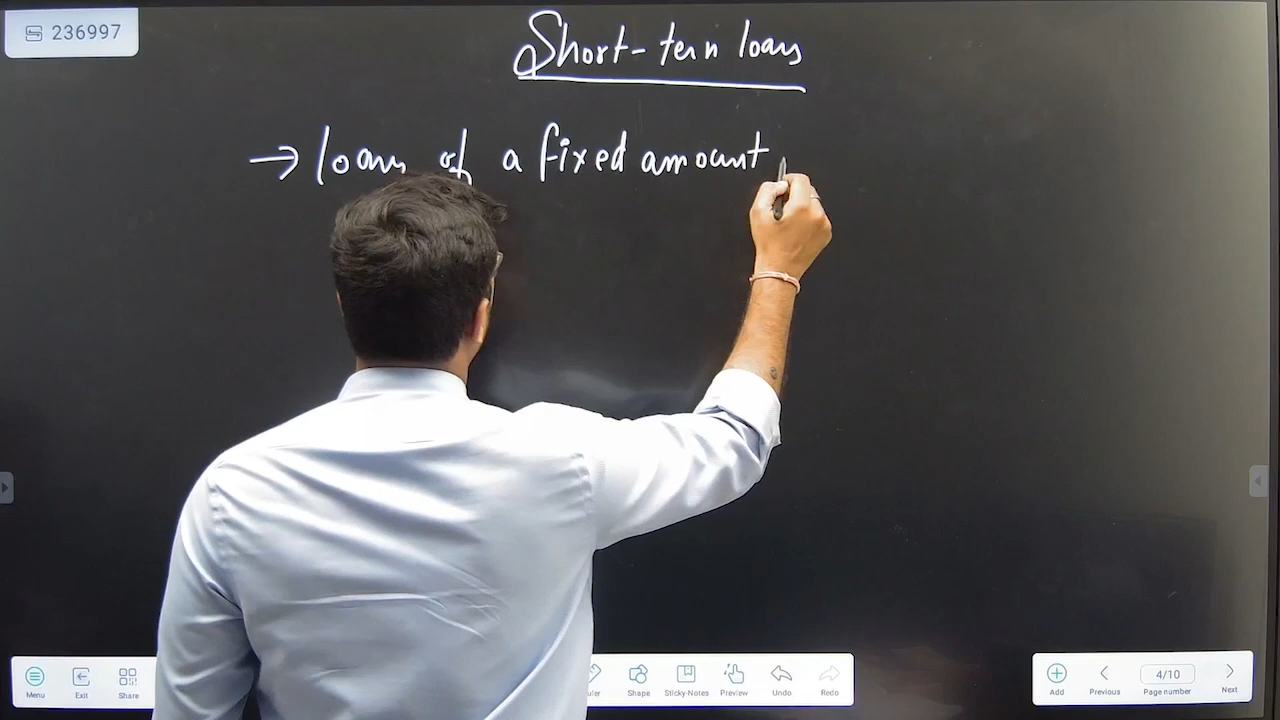 236997
Short-term loans
→ loans of a fixed amount
Menu
Exit
Share
Shape
Sticky-Notes
Preview
Undo
Redo
Add
Previous
4/10
Page number
Next